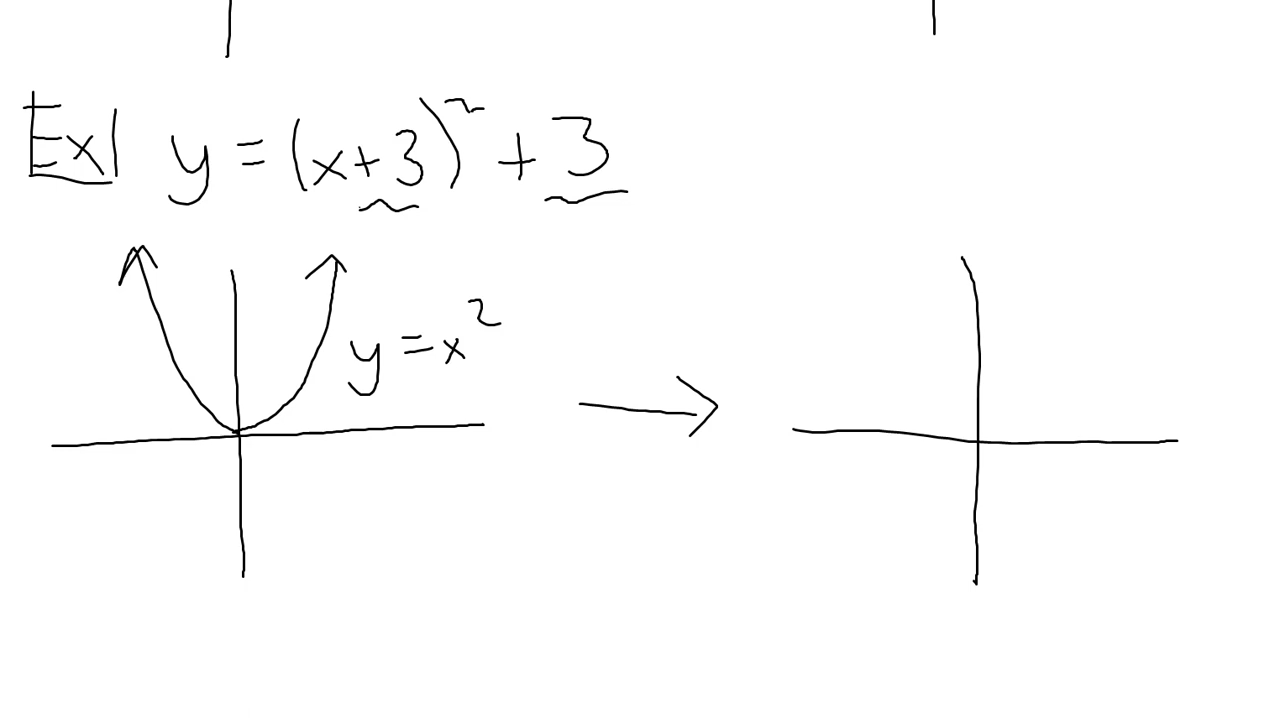 Ex1 y = (x+3)² + 3
y = x²